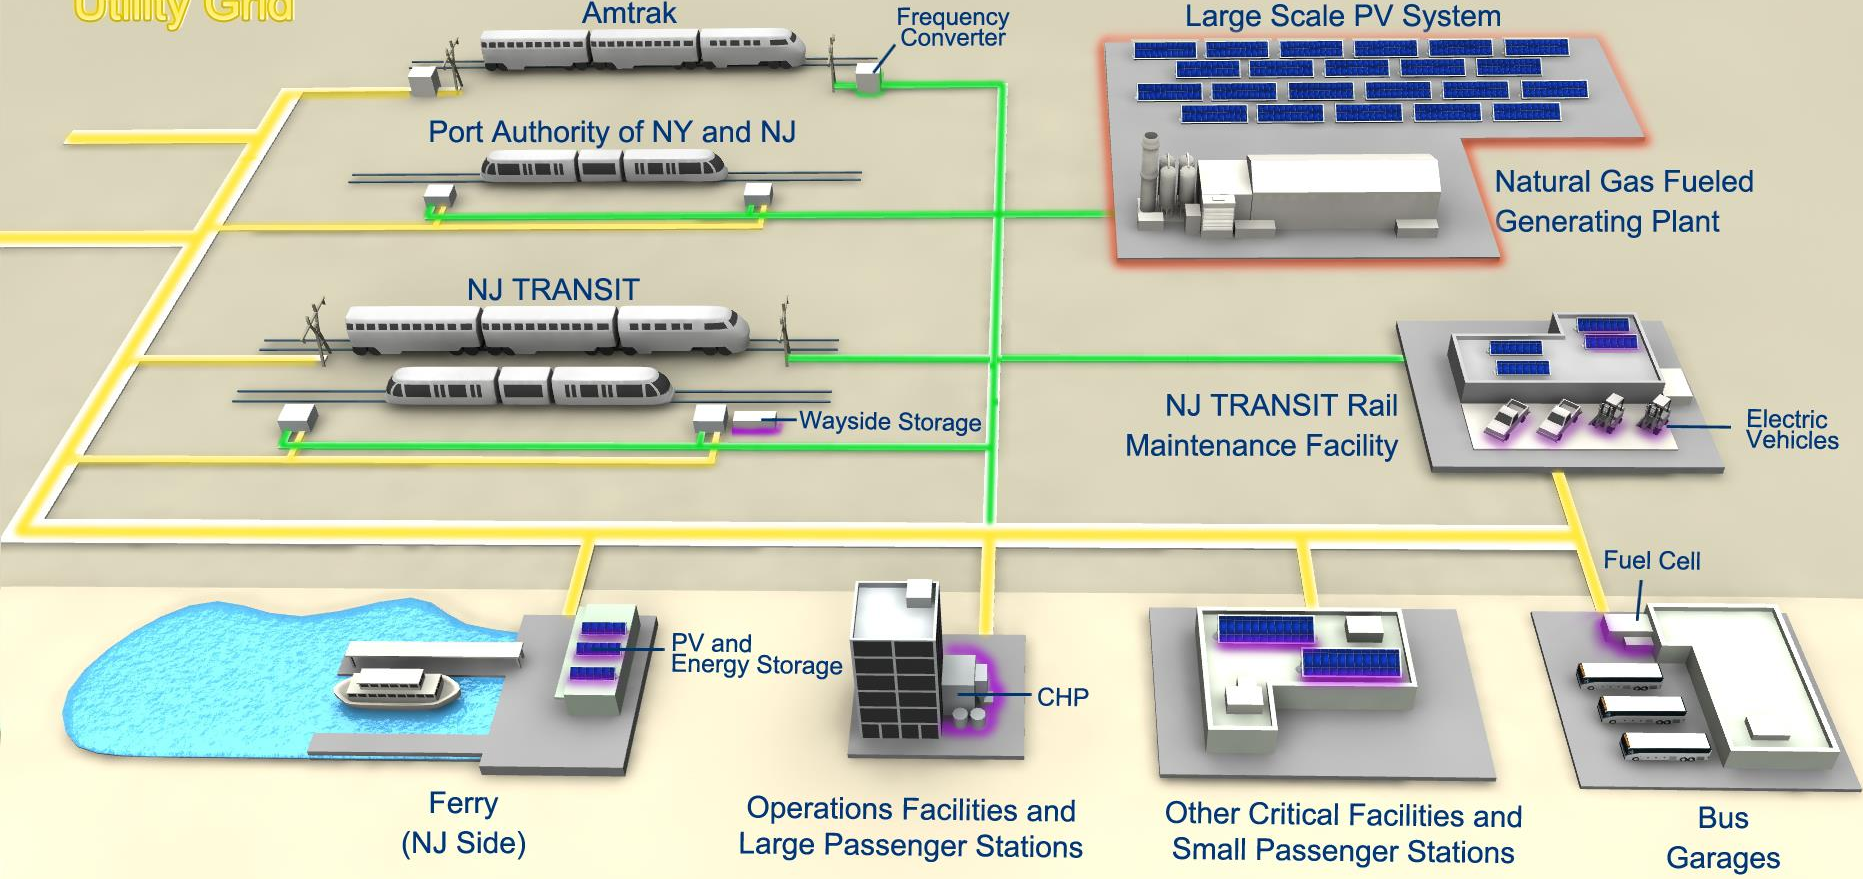 Utility Grid
Amtrak
Frequency
Converter
Large Scale PV System
Port Authority of NY and NJ
Natural Gas Fueled
Generating Plant
NJ TRANSIT
Wayside Storage
NJ TRANSIT Rail
Maintenance Facility
Electric
Vehicles
Fuel Cell
PV and
Energy Storage
CHP
Ferry
(NJ Side)
Operations Facilities and
Large Passenger Stations
Other Critical Facilities and
Small Passenger Stations
Bus
Garages